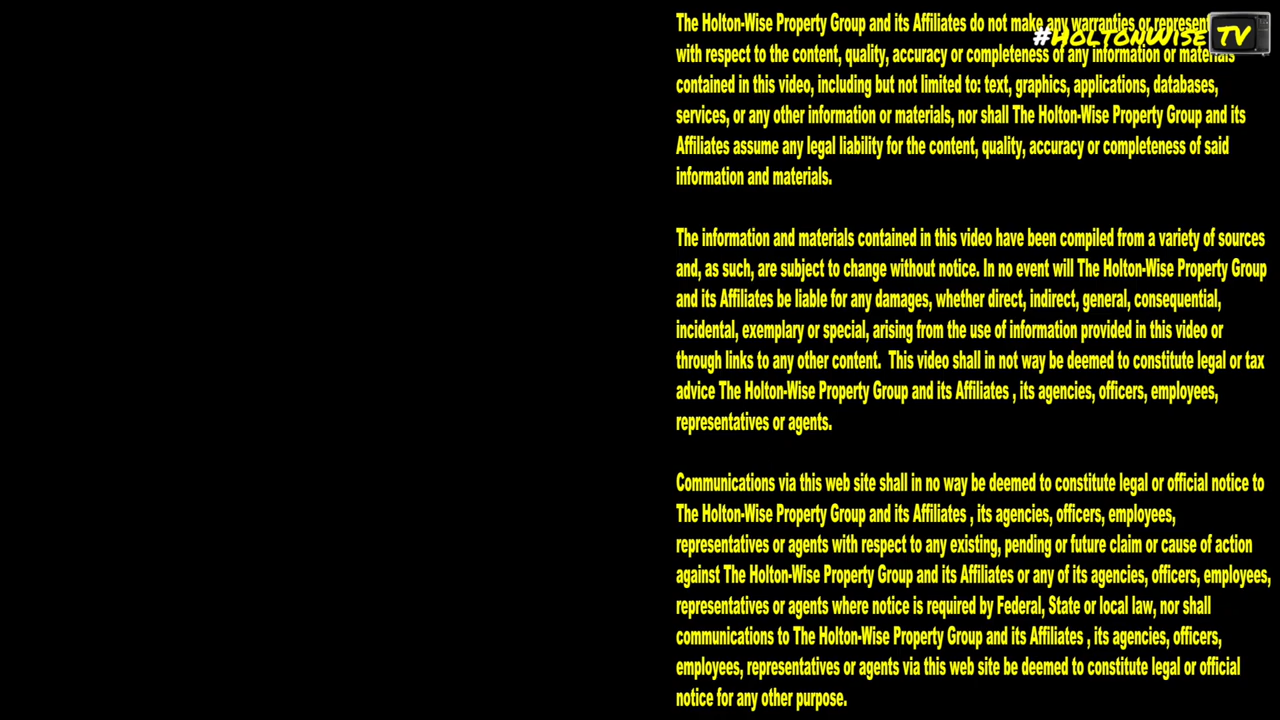 The Holton-Wise Property Group and its Affiliates do not make any warranties or represent
#HOLTONWISE TV
with respect to the content, quality, accuracy or completeness of any information or materials
contained in this video, including but not limited to: text, graphics, applications, databases,
services, or any other information or materials, nor shall The Holton-Wise Property Group and its
Affiliates assume any legal liability for the content, quality, accuracy or completeness of said
information and materials.
The information and materials contained in this video have been compiled from a variety of sources
and, as such, are subject to change without notice. In no event will The Holton-Wise Property Group
and its Affiliates be liable for any damages, whether direct, indirect, general, consequential,
incidental, exemplary or special, arising from the use of information provided in this video or
through links to any other content.  This video shall in not way be deemed to constitute legal or tax
advice The Holton-Wise Property Group and its Affiliates , its agencies, officers, employees,
representatives or agents.
Communications via this web site shall in no way be deemed to constitute legal or official notice to
The Holton-Wise Property Group and its Affiliates , its agencies, officers, employees,
representatives or agents with respect to any existing, pending or future claim or cause of action
against The Holton-Wise Property Group and its Affiliates or any of its agencies, officers, employees,
representatives or agents where notice is required by Federal, State or local law, nor shall
communications to The Holton-Wise Property Group and its Affiliates , its agencies, officers,
employees, representatives or agents via this web site be deemed to constitute legal or official
notice for any other purpose.